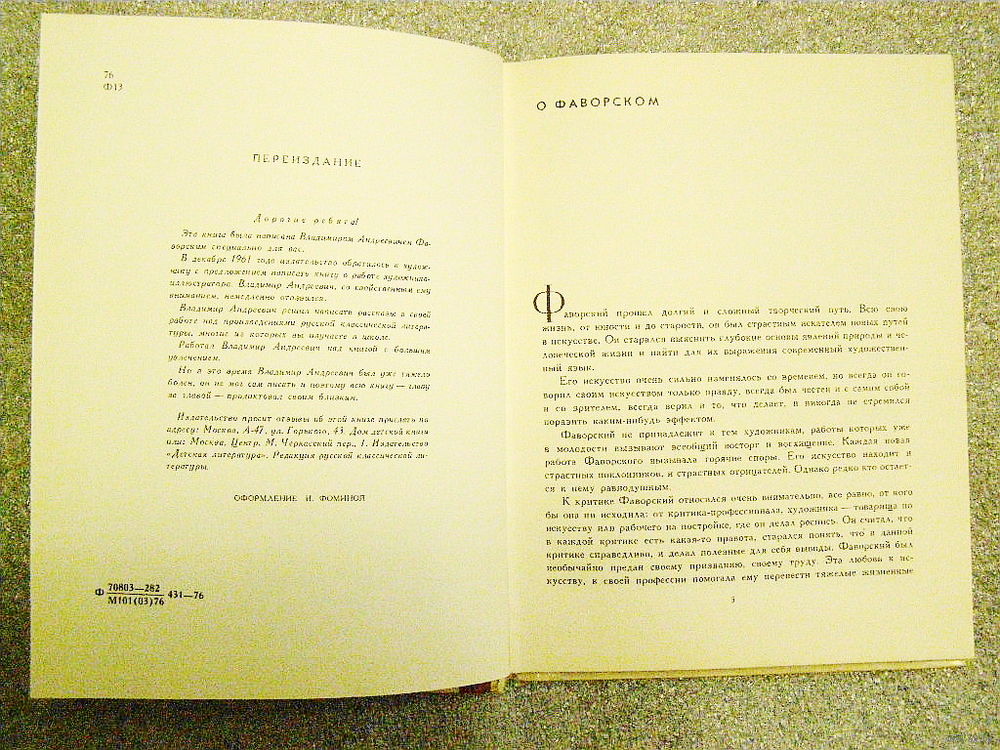 76
Ф13
ПЕРЕИЗДАНИЕ
Дорогие ребята!
Эта книга была написана Владимиром Андреевичем Фа-
ворским специально для вас.
В декабре 1961 года издательство обратилось к худож-
нику с предложением написать книгу о работе художника-
иллюстратора. Владимир Андреевич, со свойственным ему
вниманием, немедленно отозвался.
Владимир Андреевич решил написать рассказы о своей
работе над произведениями русской классической литера-
туры, многие из которых вы изучаете в школе.
Работал Владимир Андреевич над книгой с большим
увлечением.
Но в это время Владимир Андреевич был уже тяжело
болен, он не мог сам писать и поэтому всю книгу — главу
за главой — продиктовал своим близким.
Издательство просит отзывы об этой книге присылать по
адресу: Москва, А-47, ул. Горького, 43. Дом детской книги
или: Москва, Центр, М. Черкасский пер., 1. Издательство
«Детская литература». Редакция русской классической ли-
тературы.
ОФОРМЛЕНИЕ И. ФОМИНОЙ
Ф 70803—282
М101(03)76 431—76
О ФАВОРСКОМ
Фаворский прошел долгий и сложный творческий путь. Всю свою
жизнь, от юности и до старости, он был страстным искателем новых путей
в искусстве. Он старался выяснить глубокие основы явлений природы и че-
ловеческой жизни и найти для их выражения современный художествен-
ный язык.
Его искусство очень сильно изменялось со временем, но всегда он го-
ворил своим искусством только правду, всегда был честен и с самим собой
и со зрителем, всегда верил в то, что делает, и никогда не стремился
поразить каким-нибудь эффектом.
Фаворский не принадлежит к тем художникам, работы которых уже
в молодости вызывают всеобщий восторг и восхищение. Каждая новая
работа Фаворского вызывала горячие споры. Его искусство находит и
страстных поклонников, и страстных отрицателей. Однако редко кто остает-
ся к нему равнодушным.
К критике Фаворский относился очень внимательно, все равно, от кого
бы она ни исходила: от критика-профессионала, художника — товарища по
искусству или рабочего на постройке, где он делал роспись. Он считал, что
в каждой критике есть какая-то правота, старался понять, что в данной
критике справедливо, и делал полезные для себя выводы. Фаворский был
необычайно предан своему призванию, своему труду. Эта любовь к ис-
кусству, к своей профессии помогала ему перенести тяжелые жизненные
5